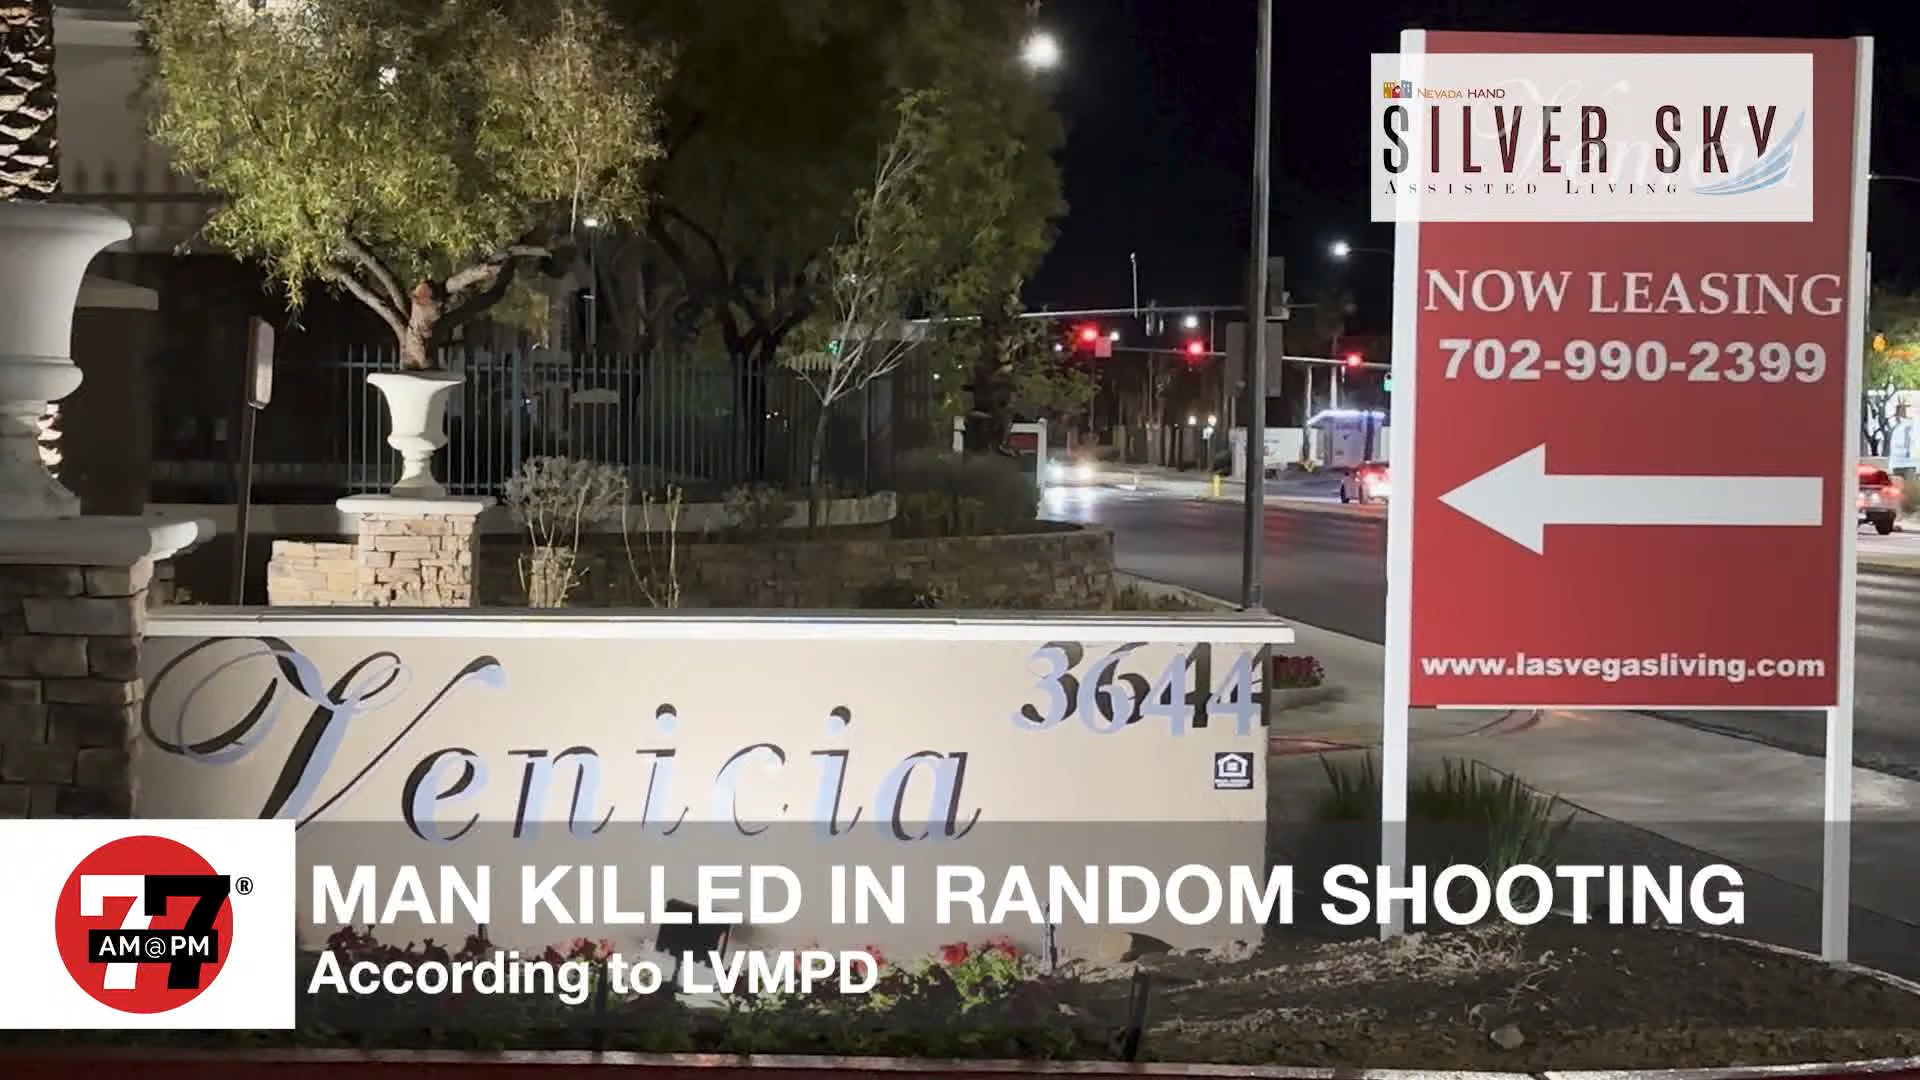 NEVADA HAND
SILVER SKY
ASSISTED LIVING
Venicia
NOW LEASING
702-990-2399
www.lasvegasliving.com
3644
Venicia
7@7®
AM@PM
MAN KILLED IN RANDOM SHOOTING
According to LVMPD